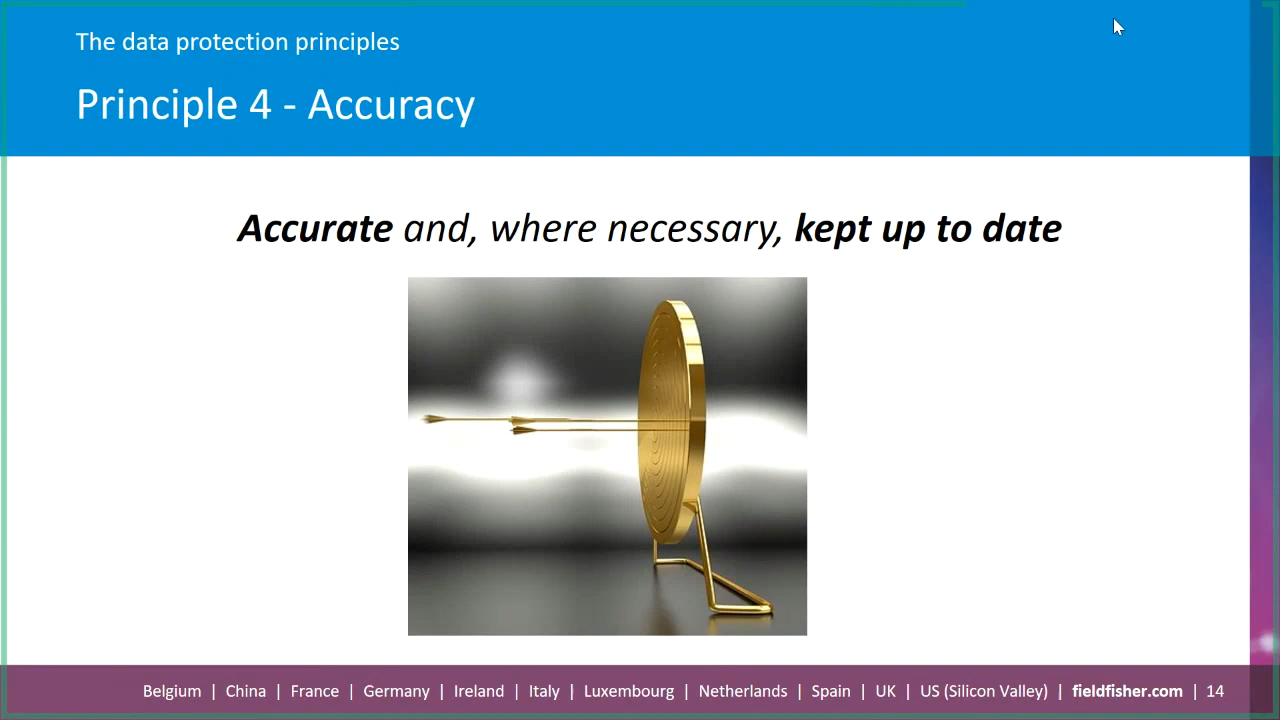 The data protection principles
Principle 4 - Accuracy
Accurate and, where necessary, kept up to date
Belgium | China | France | Germany | Ireland | Italy | Luxembourg | Netherlands | Spain | UK | US (Silicon Valley) | fieldfisher.com | 14